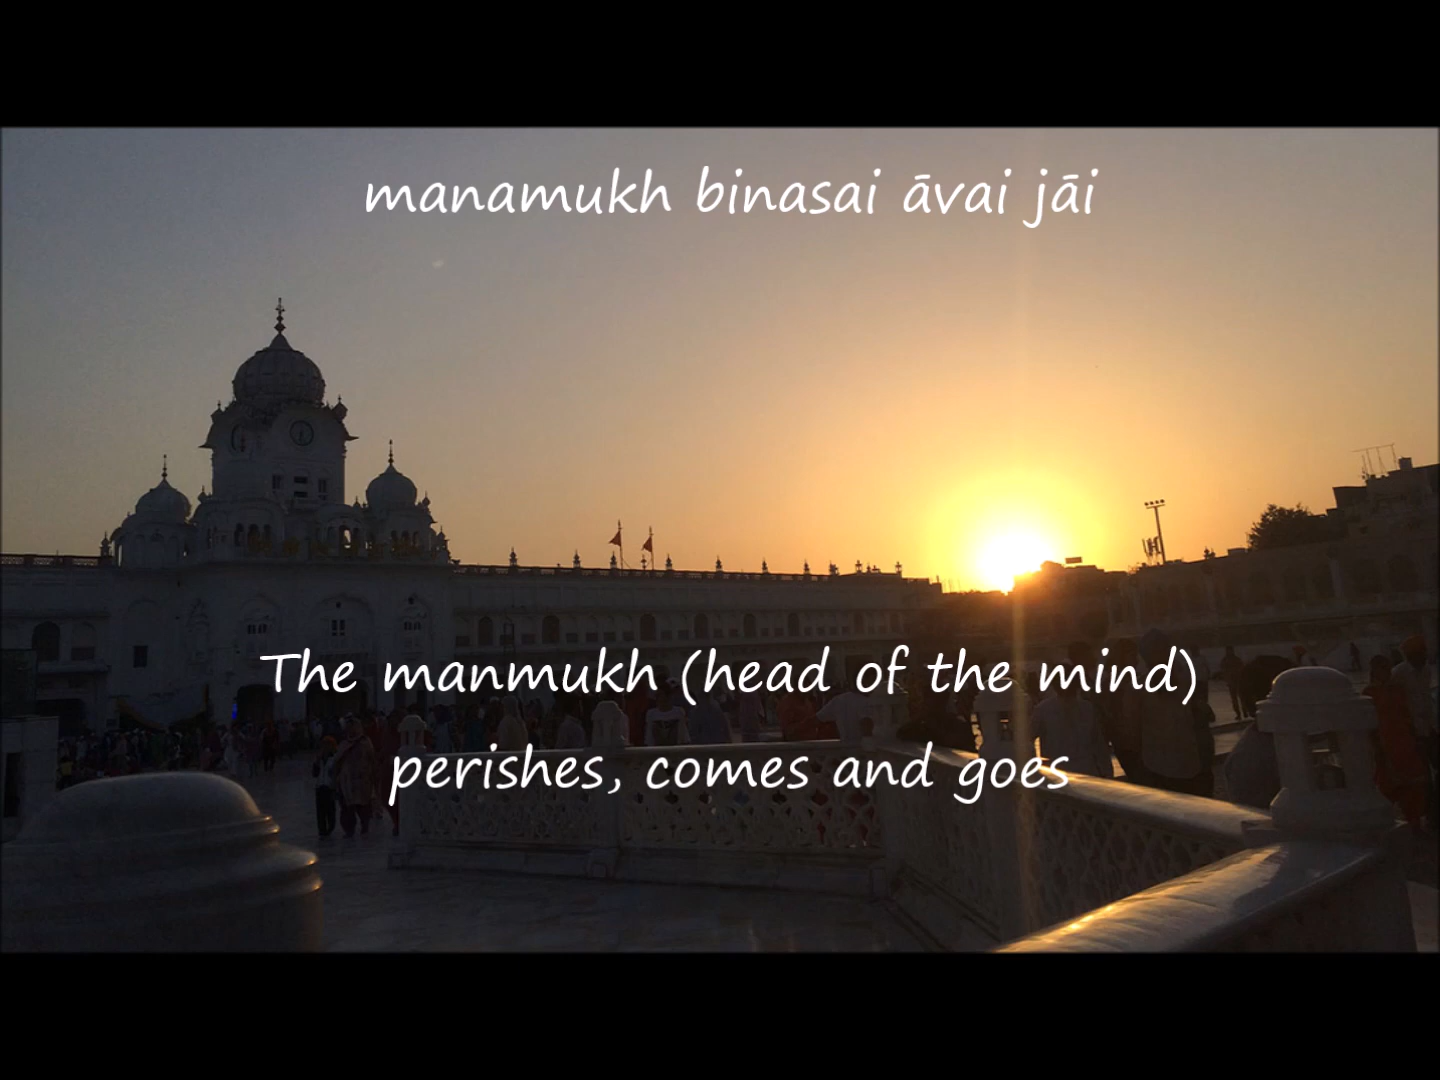 manamukh binasai āvai jāi
The manmukh (head of the mind)
perishes, comes and goes